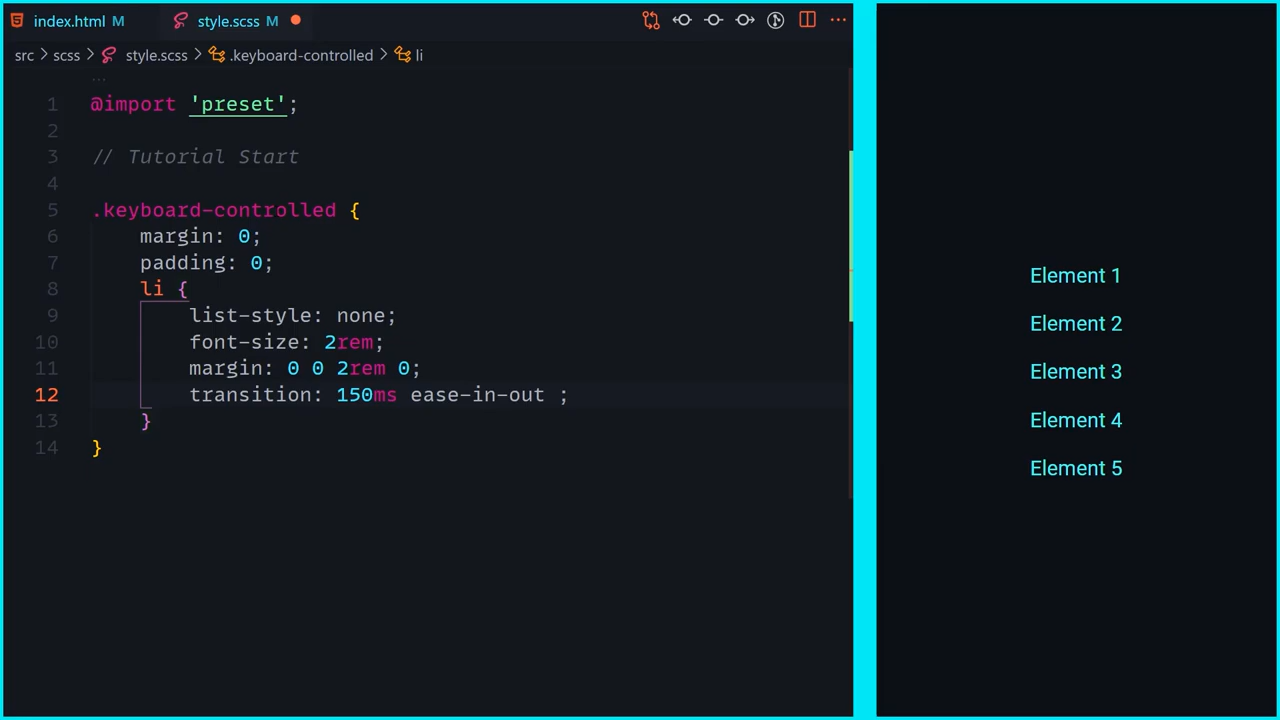 index.html M
style.scss M
src > scss > style.scss > .keyboard-controlled > li
...
1 @import 'preset';
2
3 // Tutorial Start
4
5 .keyboard-controlled {
6 margin: 0;
7 padding: 0;
8 li {
9 list-style: none;
10 font-size: 2rem;
11 margin: 0 0 2rem 0;
12 transition: 150ms ease-in-out ;
13 }
14 }
Element 1
Element 2
Element 3
Element 4
Element 5